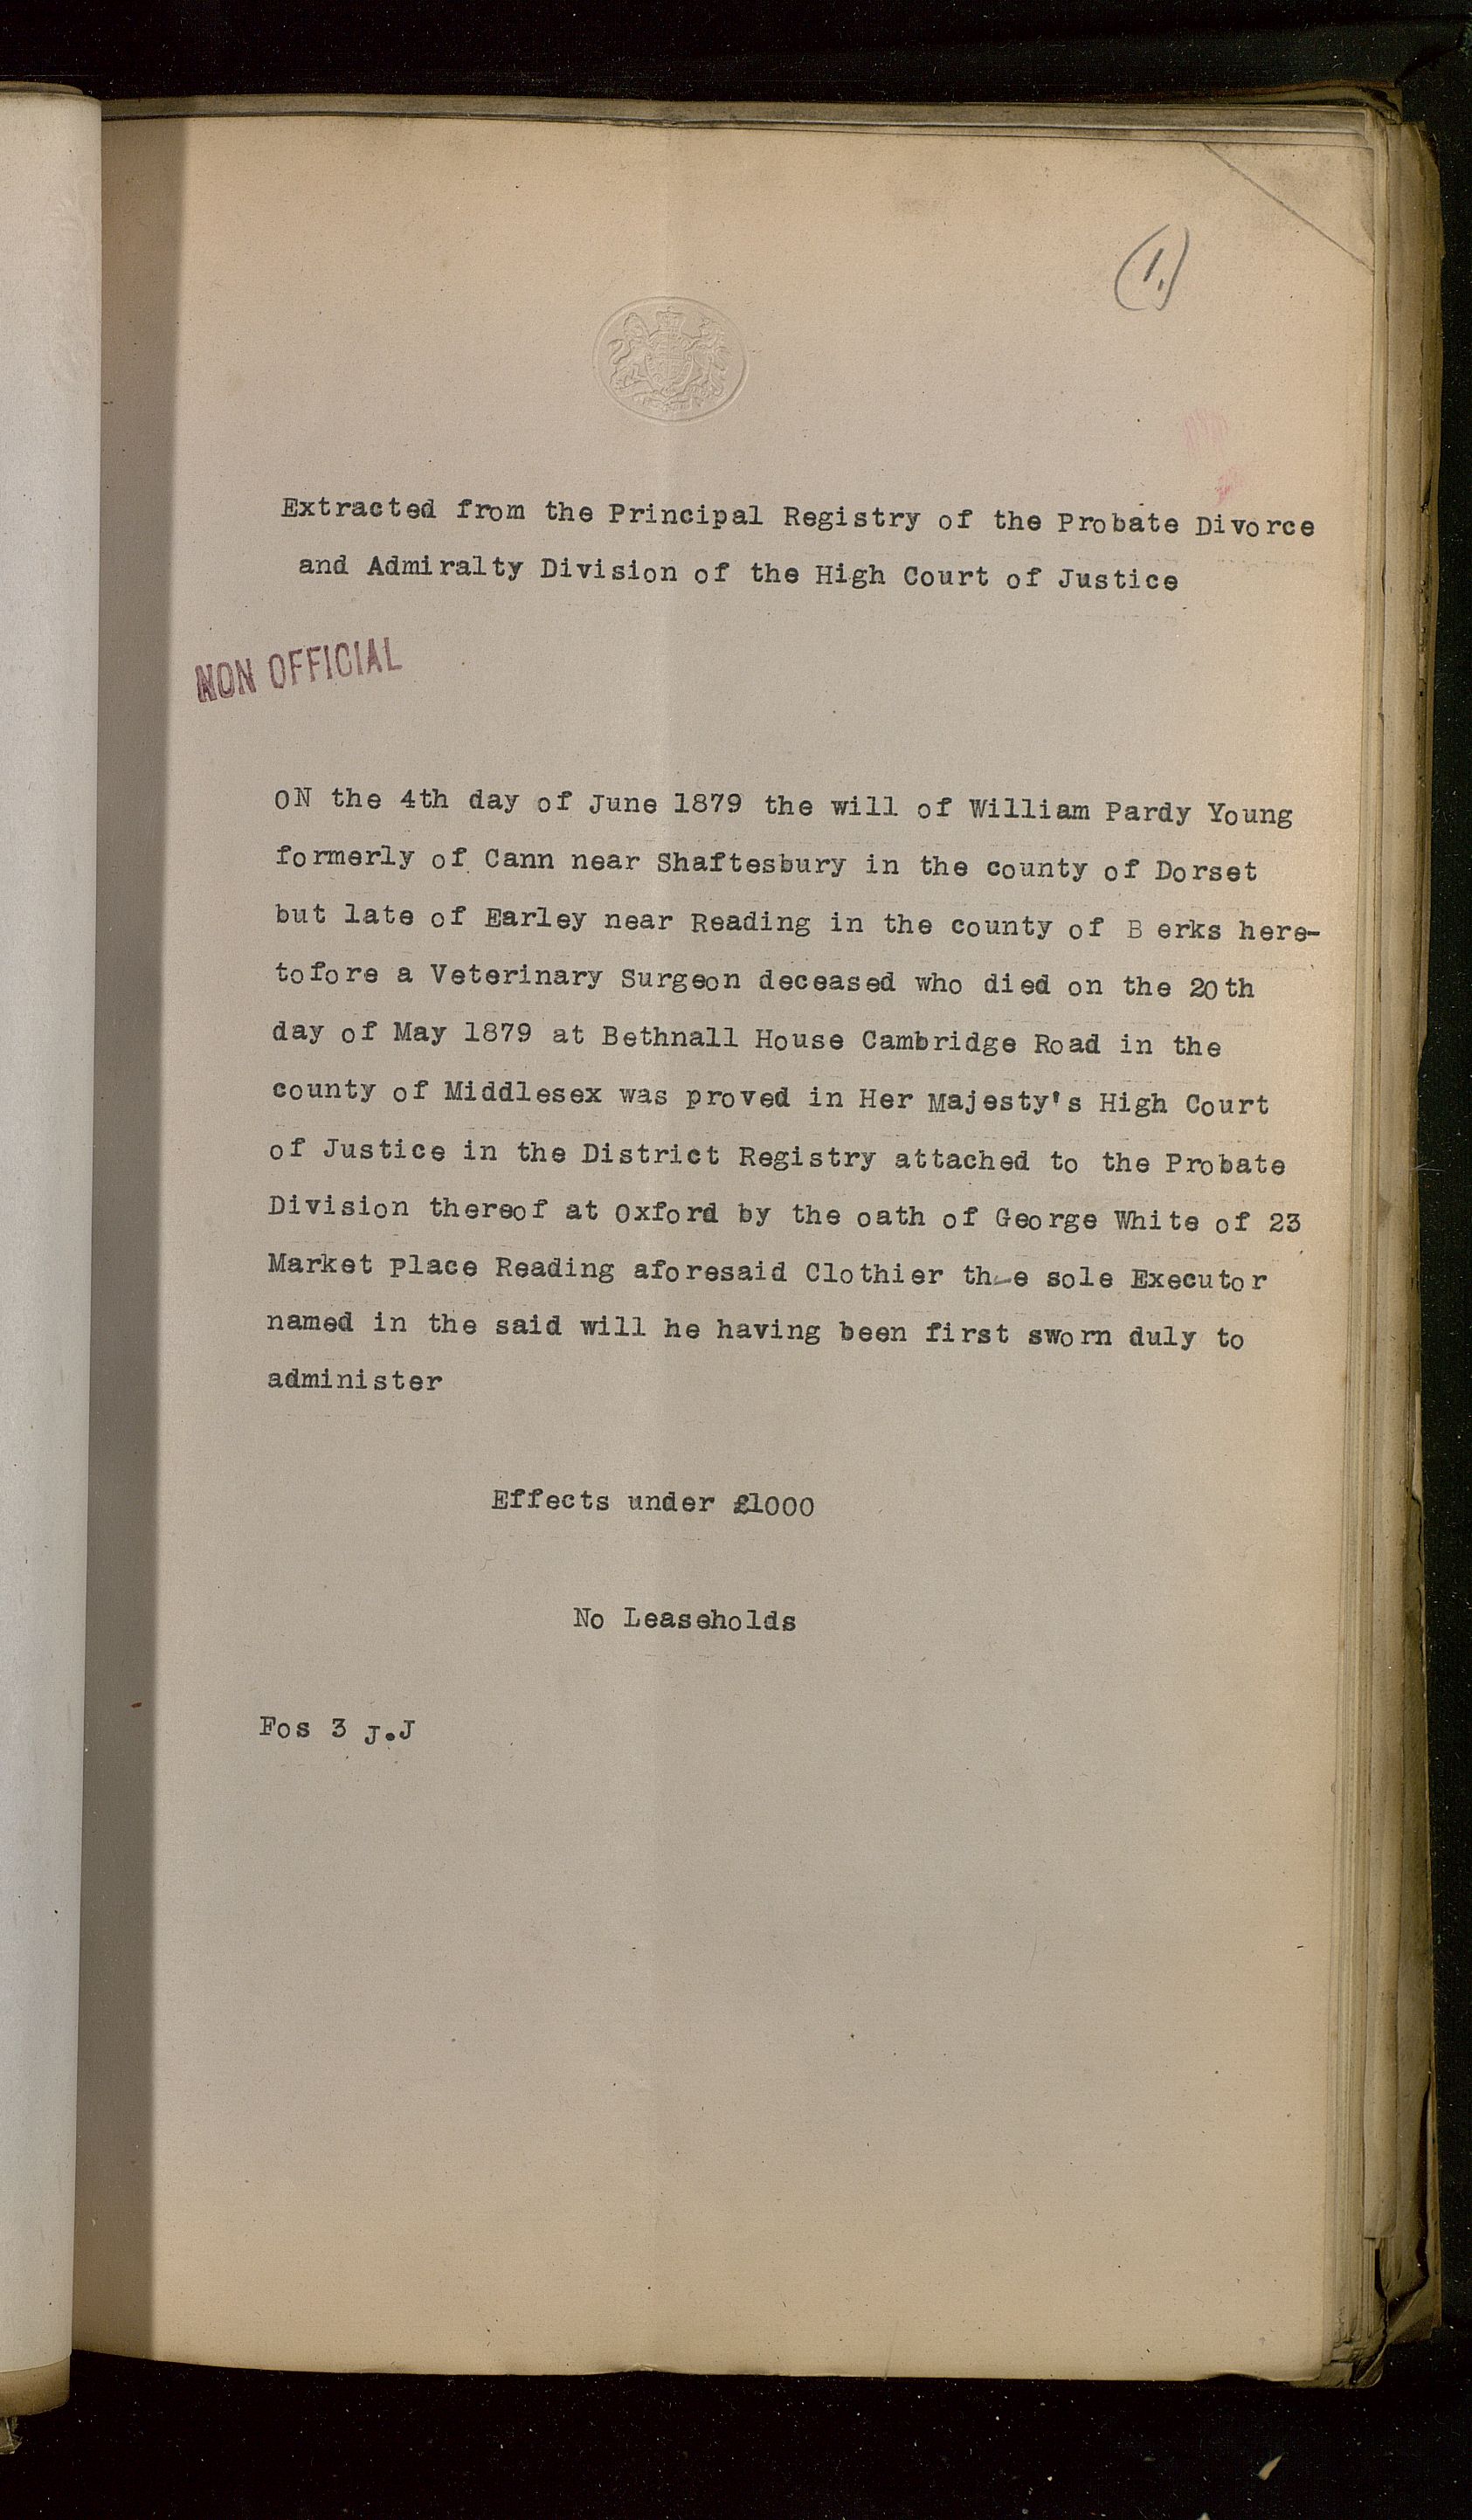 (1.)
Extracted from the Principal Registry of the Probate Divorce
and Admiralty Division of the High Court of Justice
NON OFFICIAL
ON the 4th day of June 1879 the will of William Pardy Young
formerly of Cann near Shaftesbury in the county of Dorset
but late of Earley near Reading in the county of B erks here-
tofore a Veterinary Surgeon deceased who died on the 20th
day of May 1879 at Bethnall House Cambridge Road in the
county of Middlesex was proved in Her Majesty's High Court
of Justice in the District Registry attached to the Probate
Division thereof at Oxford by the oath of George White of 23
Market Place Reading aforesaid Clothier the sole Executor
named in the said will he having been first sworn duly to
administer
Effects under £1000
No Leaseholds
Fos 3 J.J